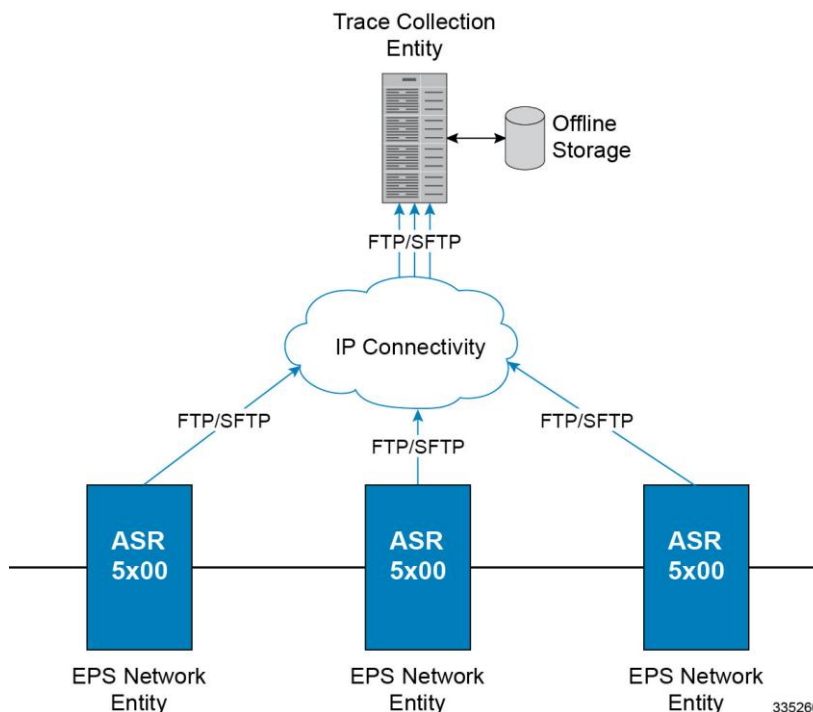 Trace Collection
Entity
Offline
Storage
FTP/SFTP
IP Connectivity
FTP/SFTP
FTP/SFTP
FTP/SFTP
ASR
5x00
ASR
5x00
ASR
5x00
EPS Network
Entity
EPS Network
Entity
EPS Network
Entity